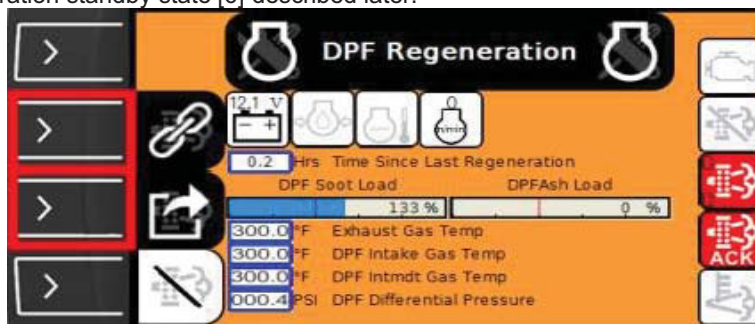 ration standby state [6] described later.
DPF Regeneration
12.1 V
0
n/min
0.2 Hrs Time Since Last Regeneration
DPF Soot Load DPFAsh Load
133 % 0 %
300.0 °F Exhaust Gas Temp
300.0 °F DPF Intake Gas Temp
300.0 °F DPF Intmdt Gas Temp
000.4 PSI DPF Differential Pressure
ACK